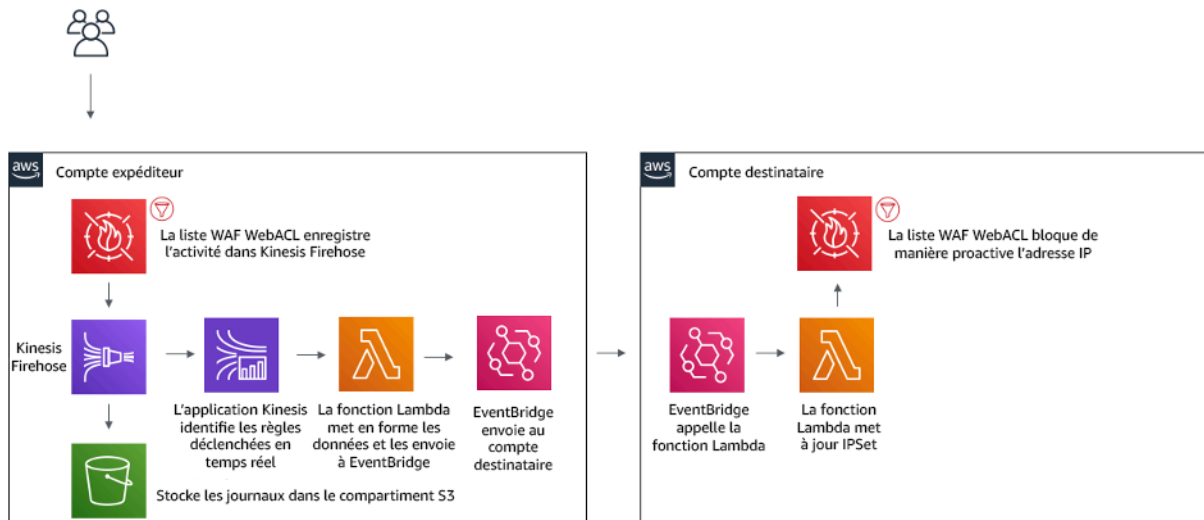 aws
Compte expéditeur
La liste WAF WebACL enregistre
l'activité dans Kinesis Firehose
Kinesis
Firehose
L'application Kinesis
identifie les règles
déclenchées en
temps réel
La fonction Lambda
met en forme les
données et les envoie
à EventBridge
EventBridge
envoie au
compte
destinataire
Stocke les journaux dans le compartiment S3
aws
Compte destinataire
La liste WAF WebACL bloque de
manière proactive l'adresse IP
EventBridge
appelle la
fonction Lambda
La fonction
Lambda met
à jour IPSet